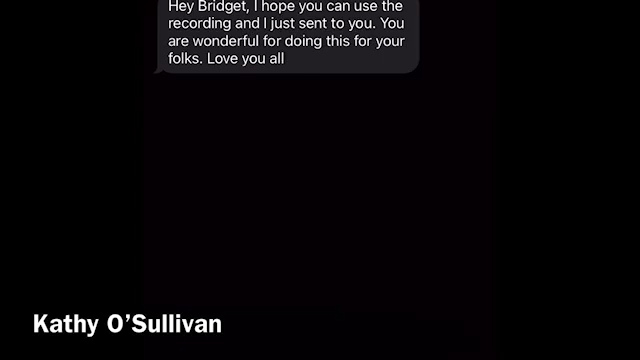 Hey Bridget, I hope you can use the
recording and I just sent to you. You
are wonderful for doing this for your
folks. Love you all
Kathy O’Sullivan